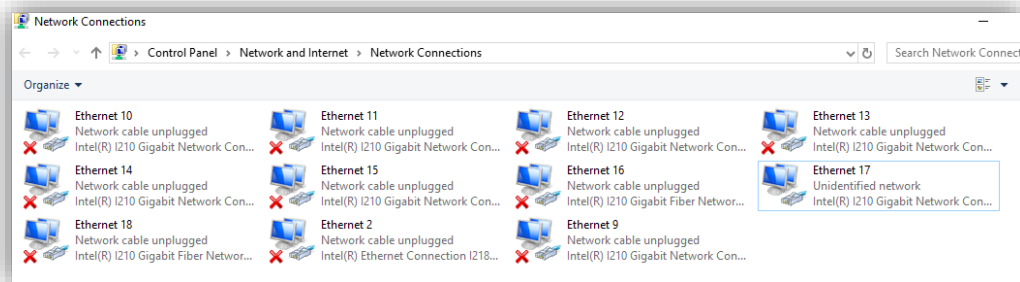 Network Connections
Control Panel > Network and Internet > Network Connections
Search Network Connect
Organize
Ethernet 10
Network cable unplugged
Intel(R) I210 Gigabit Network Con...
Ethernet 11
Network cable unplugged
Intel(R) I210 Gigabit Network Con...
Ethernet 12
Network cable unplugged
Intel(R) I210 Gigabit Network Con...
Ethernet 13
Network cable unplugged
Intel(R) I210 Gigabit Network Con...
Ethernet 14
Network cable unplugged
Intel(R) I210 Gigabit Network Con...
Ethernet 15
Network cable unplugged
Intel(R) I210 Gigabit Network Con...
Ethernet 16
Network cable unplugged
Intel(R) I210 Gigabit Fiber Networ...
Ethernet 17
Unidentified network
Intel(R) I210 Gigabit Network Con...
Ethernet 18
Network cable unplugged
Intel(R) I210 Gigabit Fiber Networ...
Ethernet 2
Network cable unplugged
Intel(R) Ethernet Connection I218...
Ethernet 9
Network cable unplugged
Intel(R) I210 Gigabit Network Con...